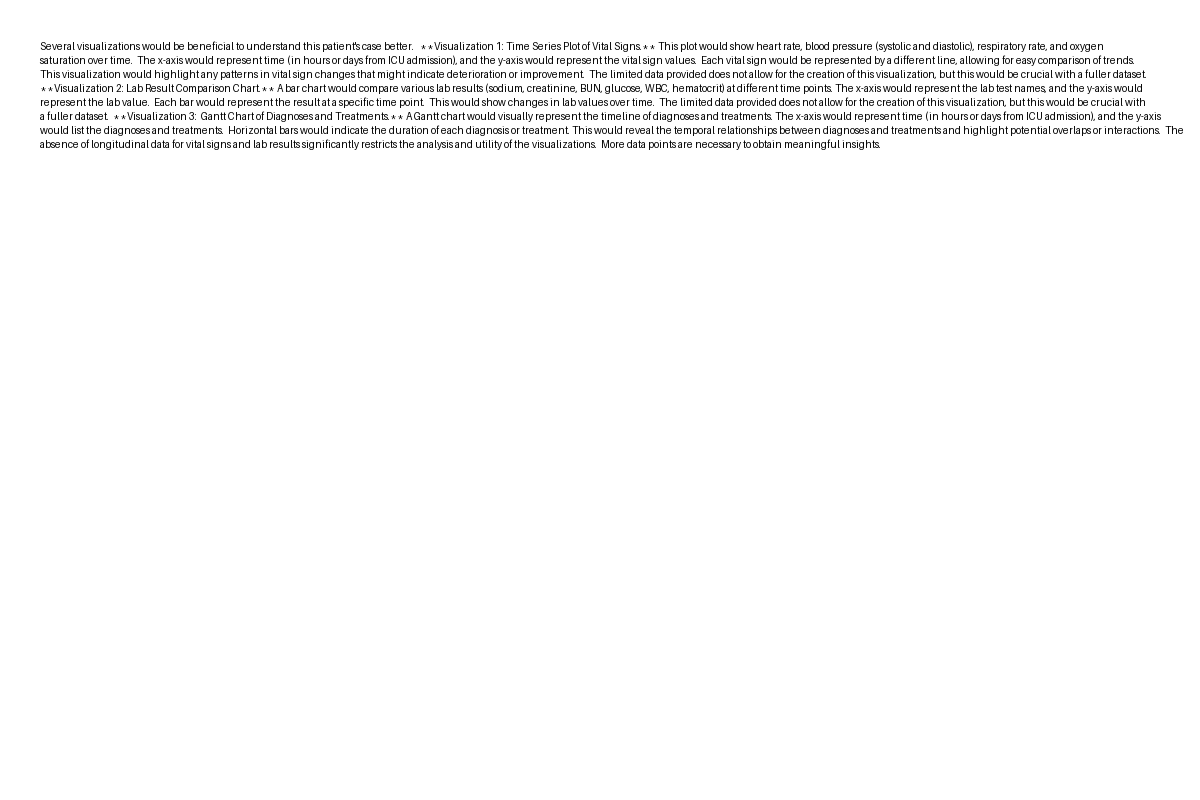 Several visualizations would be beneficial to understand this patient's case better.   **Visualization 1: Time Series Plot of Vital Signs.** This plot would show heart rate, blood pressure (systolic and diastolic), respiratory rate, and oxygen
saturation over time.  The x-axis would represent time (in hours or days from ICU admission), and the y-axis would represent the vital sign values.  Each vital sign would be represented by a different line, allowing for easy comparison of trends.
This visualization would highlight any patterns in vital sign changes that might indicate deterioration or improvement.  The limited data provided does not allow for the creation of this visualization, but this would be crucial with a fuller dataset.
**Visualization 2: Lab Result Comparison Chart.** A bar chart would compare various lab results (sodium, creatinine, BUN, glucose, WBC, hematocrit) at different time points. The x-axis would represent the lab test names, and the y-axis would
represent the lab value.  Each bar would represent the result at a specific time point.  This would show changes in lab values over time.  The limited data provided does not allow for the creation of this visualization, but this would be crucial with
a fuller dataset.  **Visualization 3:  Gantt Chart of Diagnoses and Treatments.** A Gantt chart would visually represent the timeline of diagnoses and treatments. The x-axis would represent time (in hours or days from ICU admission), and the y-axis
would list the diagnoses and treatments.  Horizontal bars would indicate the duration of each diagnosis or treatment. This would reveal the temporal relationships between diagnoses and treatments and highlight potential overlaps or interactions.  The
absence of longitudinal data for vital signs and lab results significantly restricts the analysis and utility of the visualizations.  More data points are necessary to obtain meaningful insights.